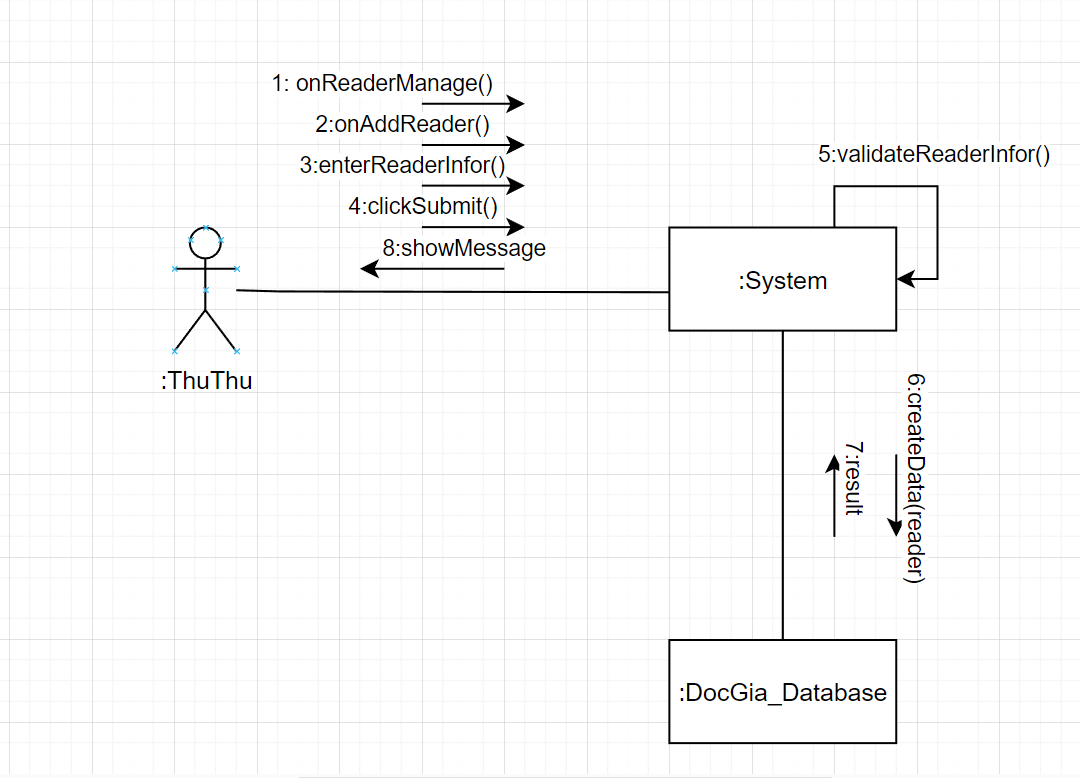 1: onReaderManage()
2:onAddReader()
3:enterReaderInfor()
4:clickSubmit()
8:showMessage
5:validateReaderInfor()
:System
:ThuThu
6:createData(reader)
7:result
:DocGia_Database